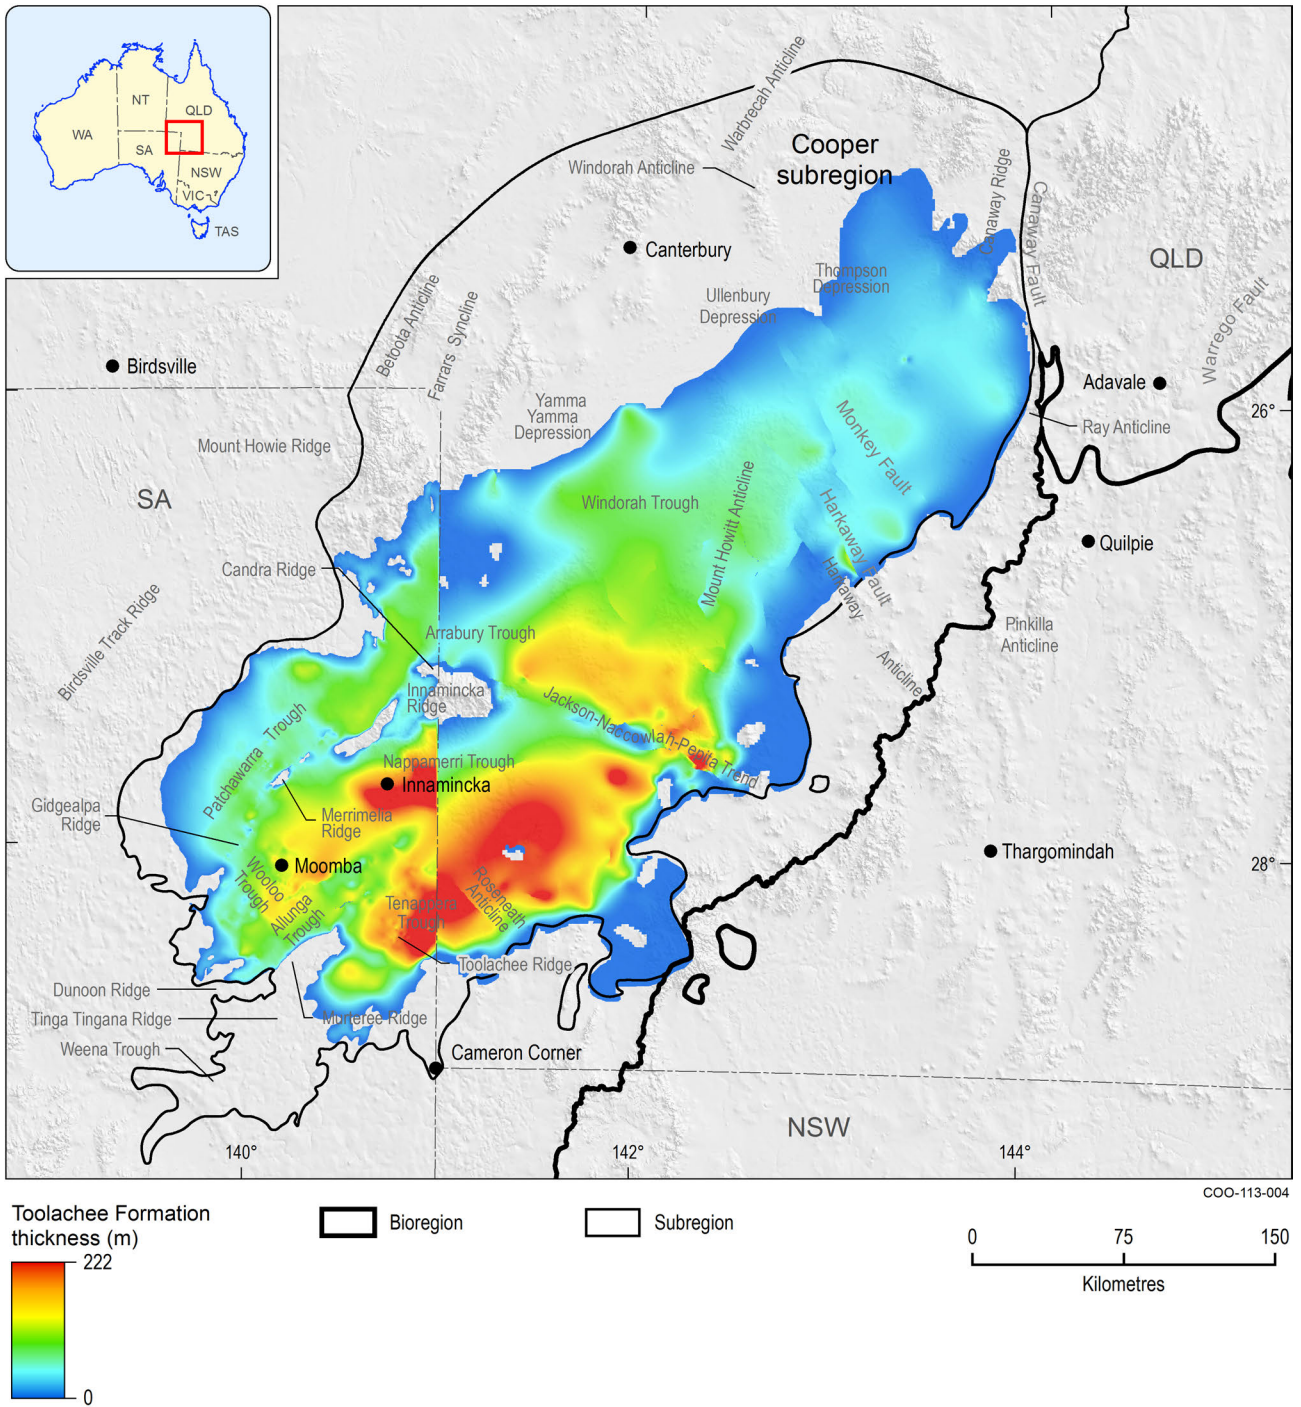 NT
QLD
WA
SA
NSW
VIC
TAS
Warbrecah Anticline
Cooper
subregion
Windorah Anticline
Canaway Ridge
Canaway Fault
Canterbury
QLD
Thompson
Depression
Ullenbury
Depression
Betoota Anticline
Farrars Syncline
Warrego Fault
Birdsville
Adavale
26°
Yamma
Yamma
Depression
Monkey Fault
Ray Anticline
Mount Howie Ridge
SA
Windorah Trough
Mount Howitt Anticline
Harkaway Fault
Quilpie
Candra Ridge
Harkaway
Anticline
Birdsville Track Ridge
Arrabury Trough
Pinkilla
Anticline
Innamincka
Ridge
Jackson-Naccowlah-Pepita Trend
Patchawarra Trough
Nappamerri Trough
Innamincka
Gidgealpa
Ridge
Merrimelia
Ridge
Moomba
Thargomindah
28°
Wooloo
Trough
Allunga
Trough
Tenappera
Trough
Roseneath
Anticline
Toolachee Ridge
Dunoon Ridge
Tinga Tingana Ridge
Murteree Ridge
Weena Trough
Cameron Corner
NSW
140°
142°
144°
COO-113-004
Toolachee Formation
thickness (m)
222
0
Bioregion
Subregion
0
75
150
Kilometres